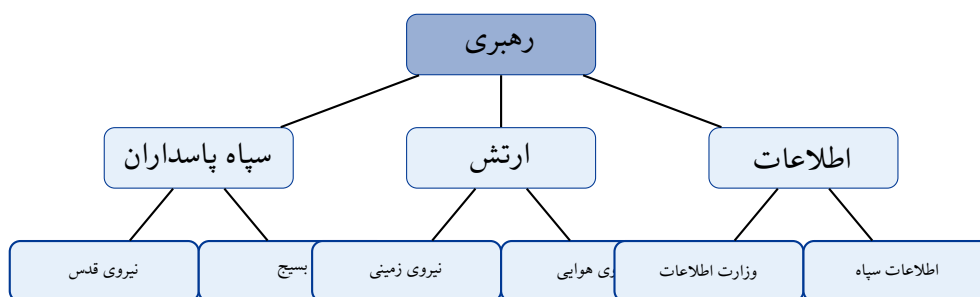 رهبری
اطلاعات
ارتش
سپاه پاسداران
اطلاعات سپاه
وزارت اطلاعات
هوایی
نیروی زمینی
بسیج
نیروی قدس